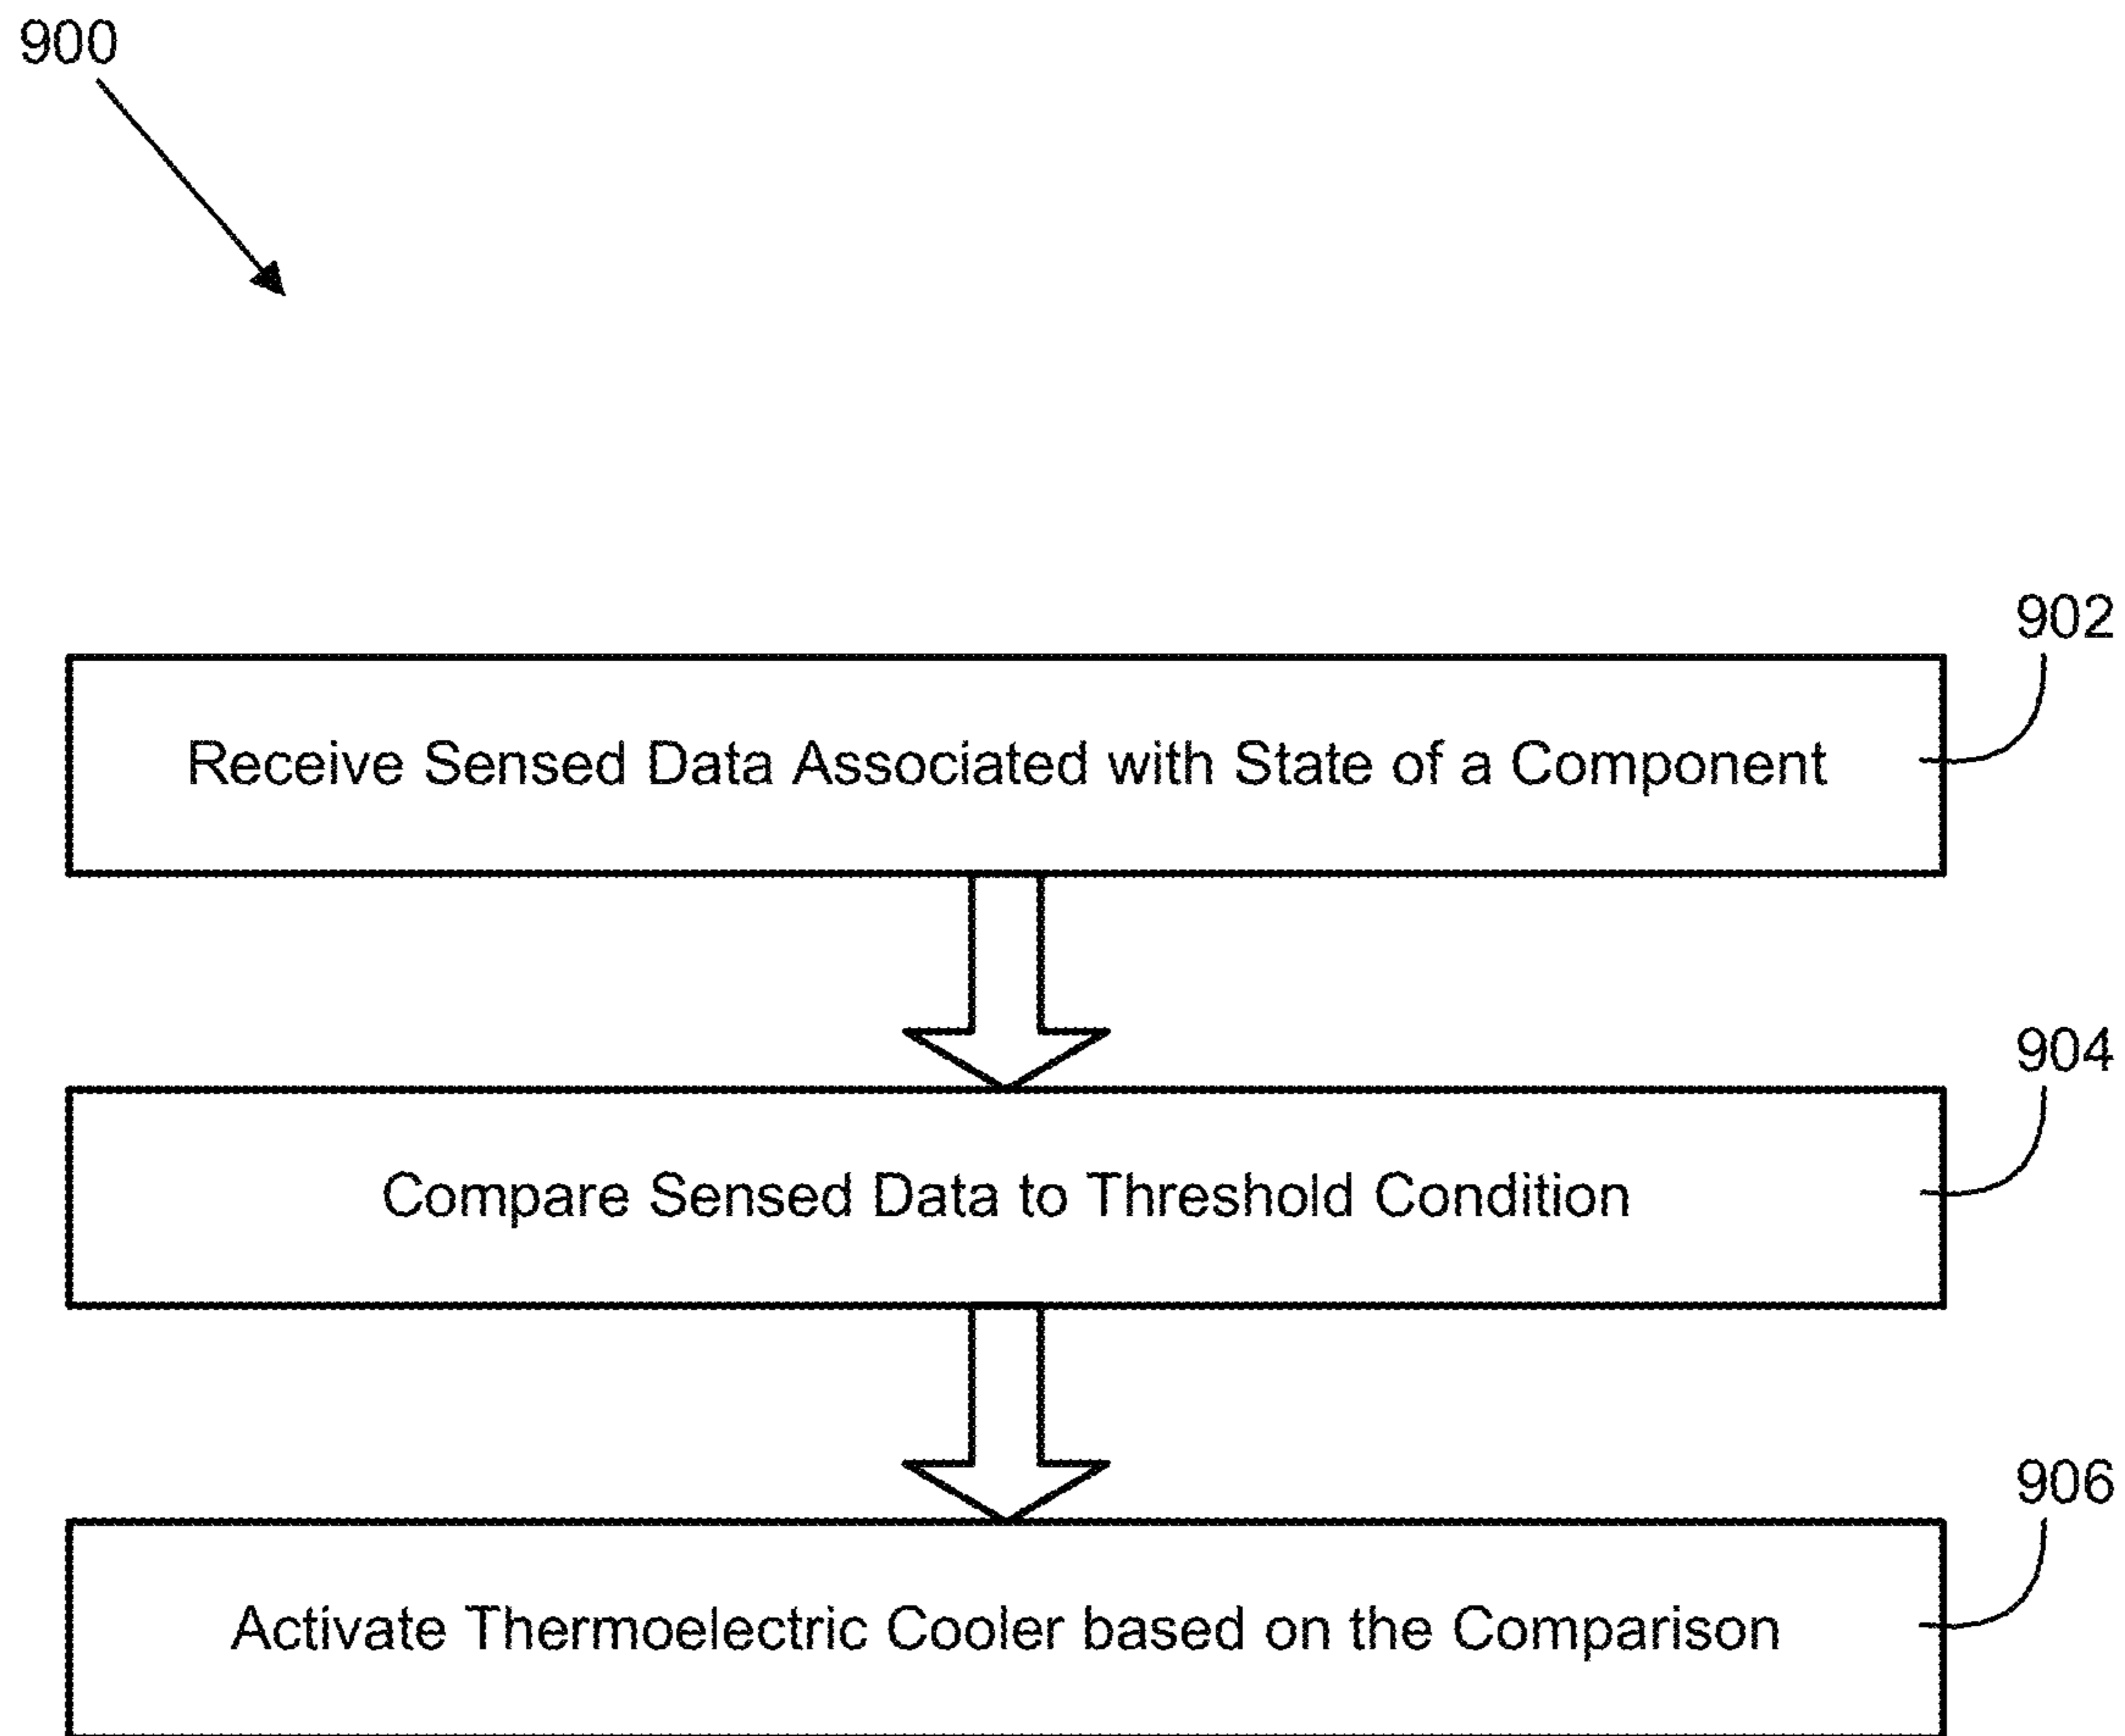 900
902
Receive Sensed Data Associated with State of a Component
904
Compare Sensed Data to Threshold Condition
906
Activate Thermoelectric Cooler based on the Comparison